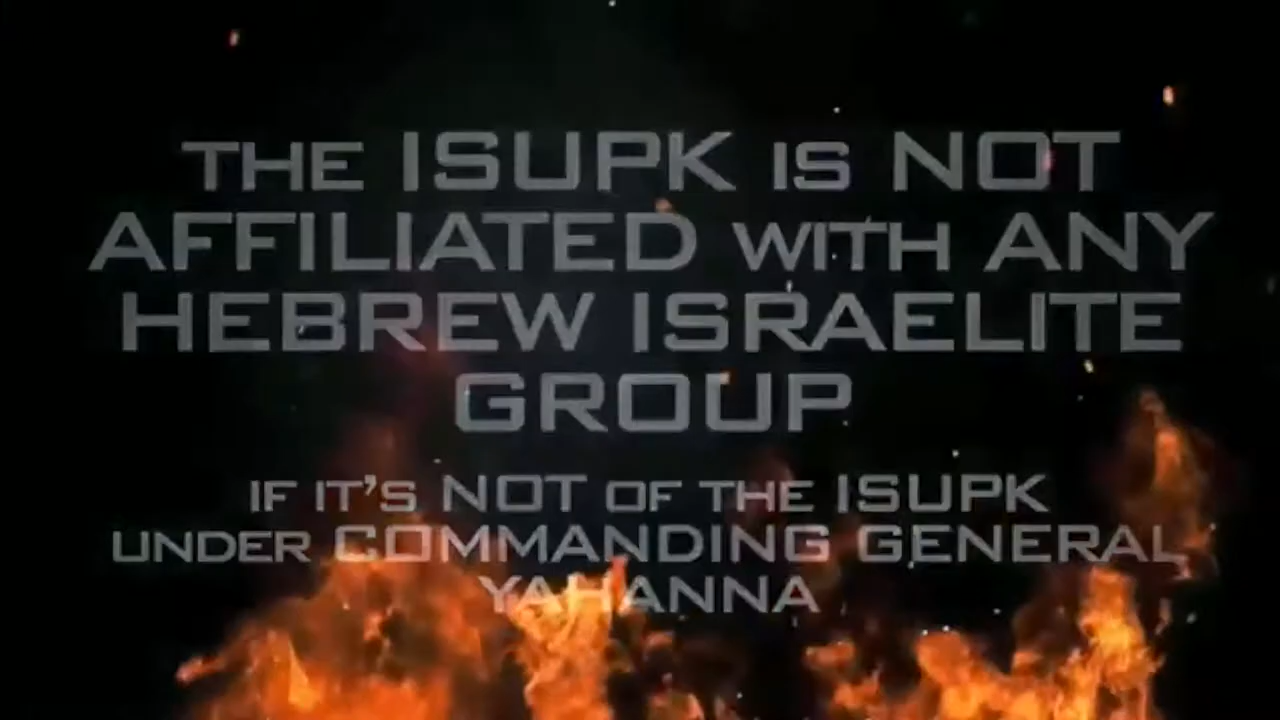 THE ISUPK IS NOT
AFFILIATED WITH ANY
HEBREW ISRAELITE
GROUP
IF IT'S NOT OF THE ISUPK
UNDER COMMANDING GENERAL
YAHANNA